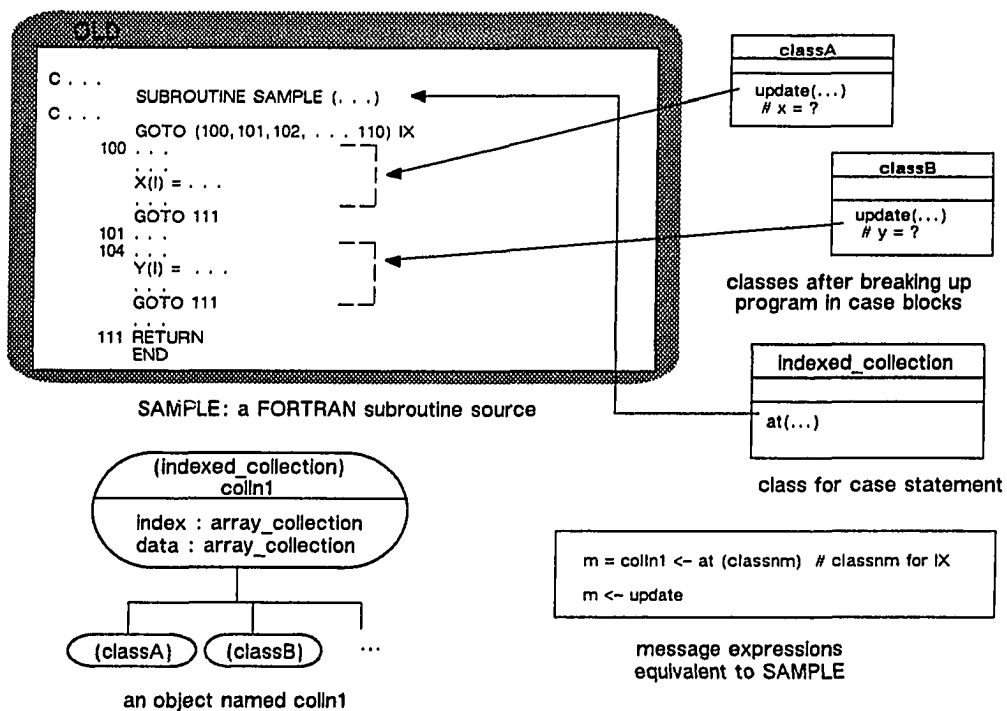 OLD
C . . .
SUBROUTINE SAMPLE (. . .)
C . . .
GOTO (100, 101, 102, . . . 110) IX
100 . . .
. . .
X(I) = . . .
. . .
GOTO 111
101 . . .
104 . . .
Y(I) = . . .
. . .
GOTO 111
. . .
111 RETURN
END
SAMPLE: a FORTRAN subroutine source
classA
update(...)
# x = ?
classB
update(...)
# y = ?
classes after breaking up
program in case blocks
indexed_collection
at(...)
class for case statement
(indexed_collection)
colln1
index : array_collection
data : array_collection
(classA)
(classB)
...
an object named colln1
m = colln1 <- at (classnm) # classnm for IX
m <- update
message expressions
equivalent to SAMPLE